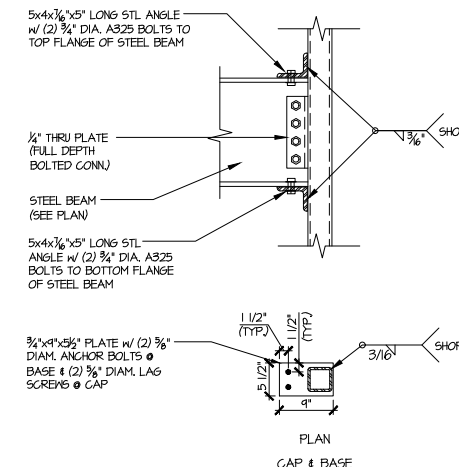 5x4x7/16"x5" LONG STL ANGLE
w/ (2) 3/4" DIA. A325 BOLTS TO
TOP FLANGE OF STEEL BEAM
1/4" THRU PLATE
(FULL DEPTH
BOLTED CONN.)
3/16"
STEEL BEAM
(SEE PLAN)
5x4x7/16"x5" LONG STL
ANGLE w/ (2) 3/4" DIA. A325
BOLTS TO BOTTOM FLANGE
OF STEEL BEAM
1 1/2"
(TYP.)
1 1/2"
(TYP.)
3/4"x9"x5 1/2" PLATE w/ (2) 5/8"
DIAM. ANCHOR BOLTS @
BASE & (2) 5/8" DIAM. LAG
SCREWS @ CAP
3/16
5 1/2"
9"
PLAN
CAP & BASE